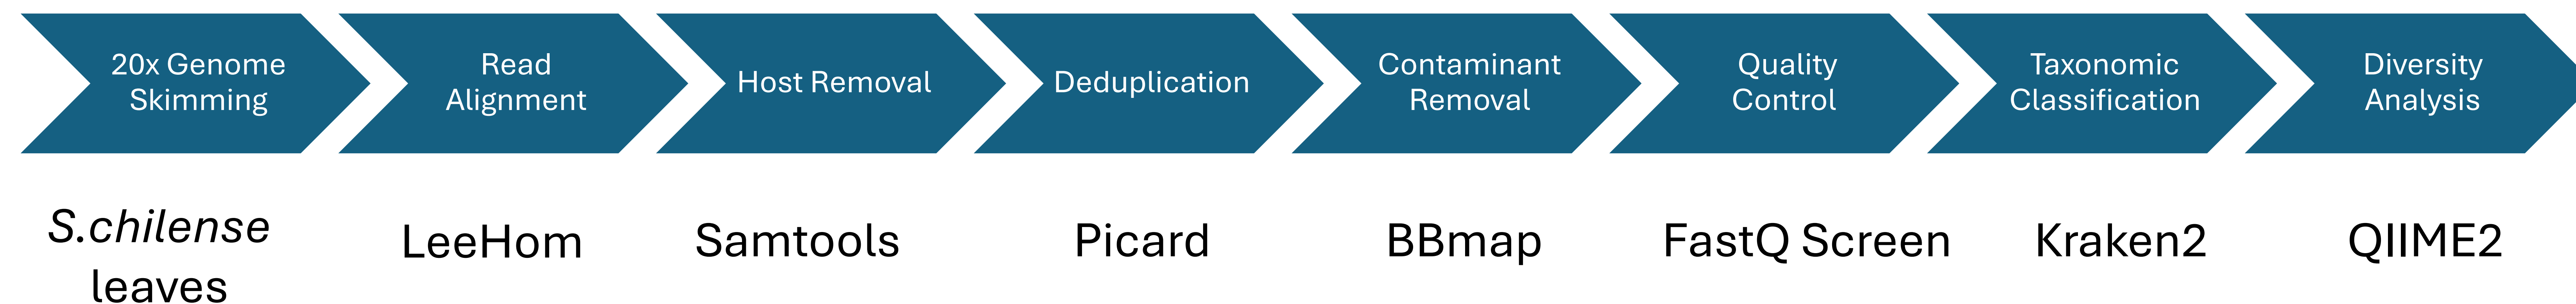 20x Genome
Skimming
Read
Alignment
Host Removal
Deduplication
Contaminant
Removal
Quality
Control
Taxonomic
Classification
Diversity
Analysis
S.chilense
leaves
LeeHom
Samtools
Picard
BBmap
FastQ Screen
Kraken2
QIIME2